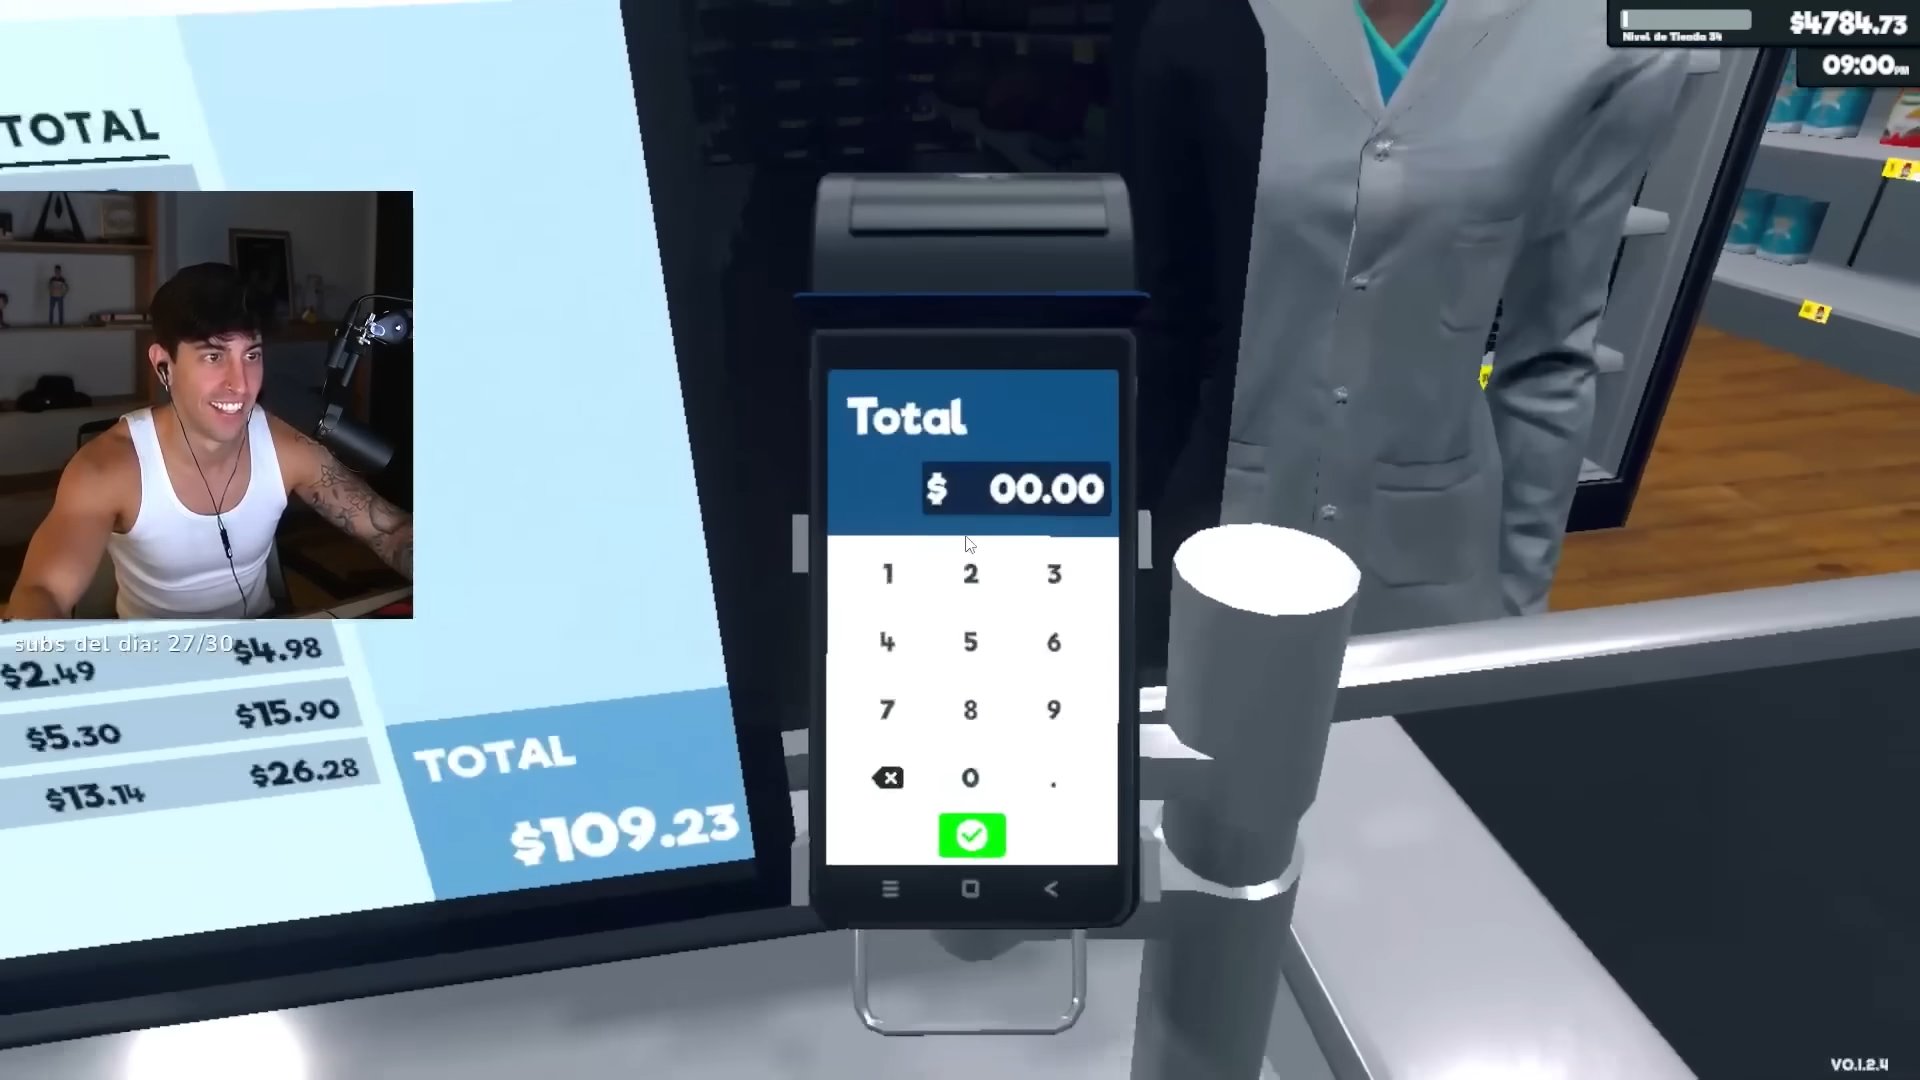 $4784.73
Nivel de Tienda 34
09:00PM
TOTAL
subs del dia: 27/30
$2.49 $4.98
$5.30 $15.90
$13.14 $26.28
TOTAL
$109.23
Total
$ 00.00
1 2 3
4 5 6
7 8 9
0 .
V0.1.2.4